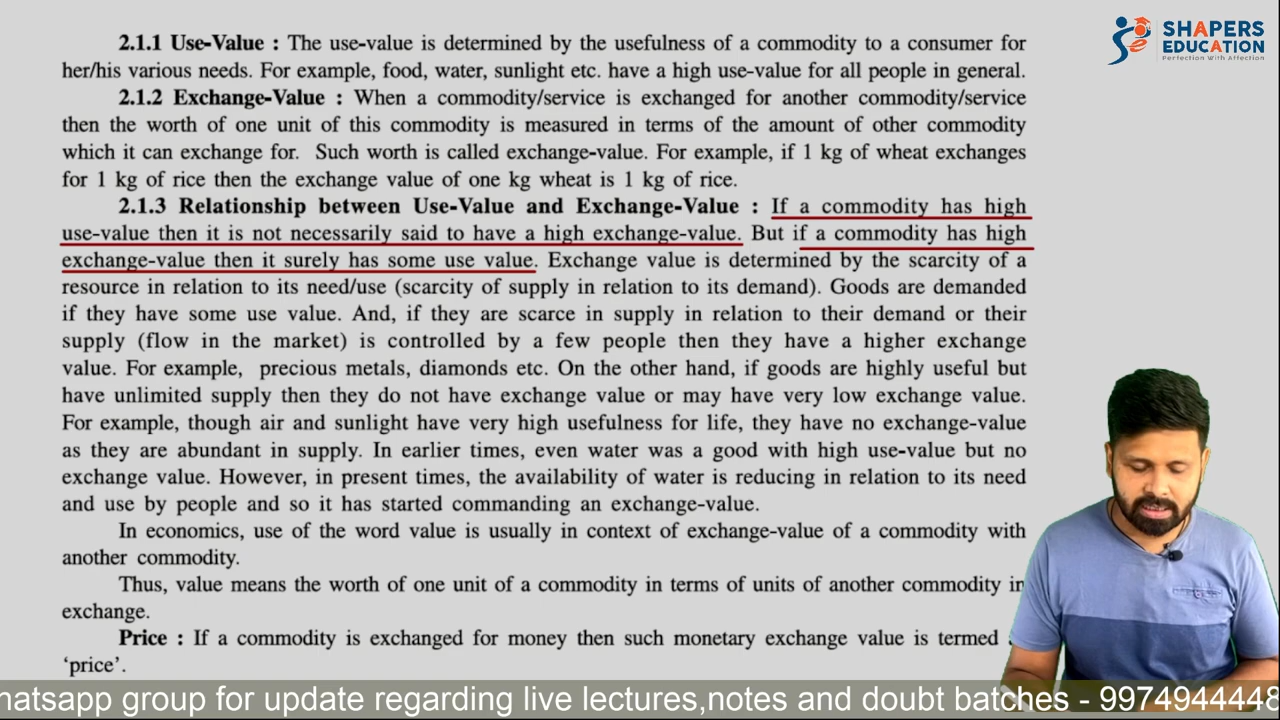 SHAPERS
EDUCATION
Perfection With Affection
2.1.1 Use-Value : The use-value is determined by the usefulness of a commodity to a consumer for
her/his various needs. For example, food, water, sunlight etc. have a high use-value for all people in general.
2.1.2 Exchange-Value : When a commodity/service is exchanged for another commodity/service
then the worth of one unit of this commodity is measured in terms of the amount of other commodity
which it can exchange for. Such worth is called exchange-value. For example, if 1 kg of wheat exchanges
for 1 kg of rice then the exchange value of one kg wheat is 1 kg of rice.
2.1.3 Relationship between Use-Value and Exchange-Value : If a commodity has high
use-value then it is not necessarily said to have a high exchange-value. But if a commodity has high
exchange-value then it surely has some use value. Exchange value is determined by the scarcity of a
resource in relation to its need/use (scarcity of supply in relation to its demand). Goods are demanded
if they have some use value. And, if they are scarce in supply in relation to their demand or their
supply (flow in the market) is controlled by a few people then they have a higher exchange
value. For example, precious metals, diamonds etc. On the other hand, if goods are highly useful but
have unlimited supply then they do not have exchange value or may have very low exchange value.
For example, though air and sunlight have very high usefulness for life, they have no exchange-value
as they are abundant in supply. In earlier times, even water was a good with high use-value but no
exchange value. However, in present times, the availability of water is reducing in relation to its need
and use by people and so it has started commanding an exchange-value.
In economics, use of the word value is usually in context of exchange-value of a commodity with
another commodity.
Thus, value means the worth of one unit of a commodity in terms of units of another commodity in
exchange.
Price : If a commodity is exchanged for money then such monetary exchange value is termed
'price'.
hatsapp group for update regarding live lectures,notes and doubt batches - 9974944448